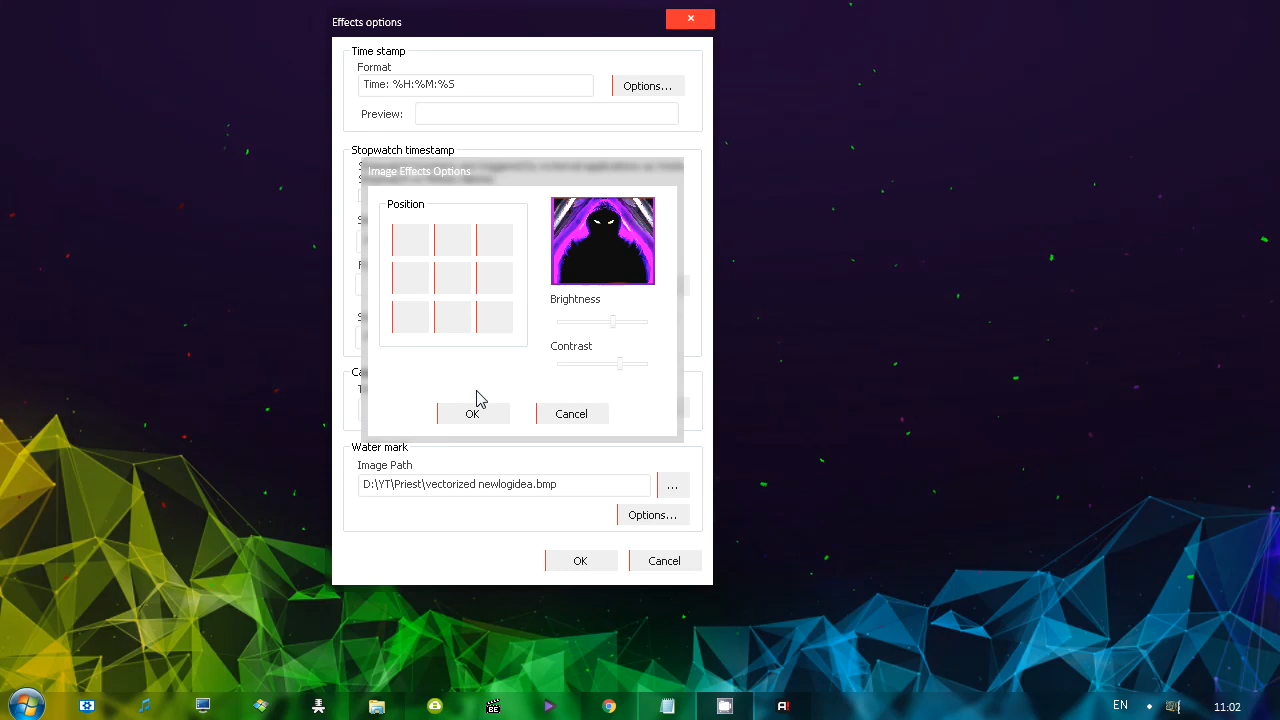 Effects options
Time stamp
Format
Time: %H:%M:%S
Options...
Preview:
Stopwatch timestamp
Image Effects Options
Position
Brightness
Contrast
OK
Cancel
Water mark
Image Path
D:\YT\Priest\vectorized newlogidea.bmp
...
Options...
OK
Cancel
BE
A!
EN
11:02